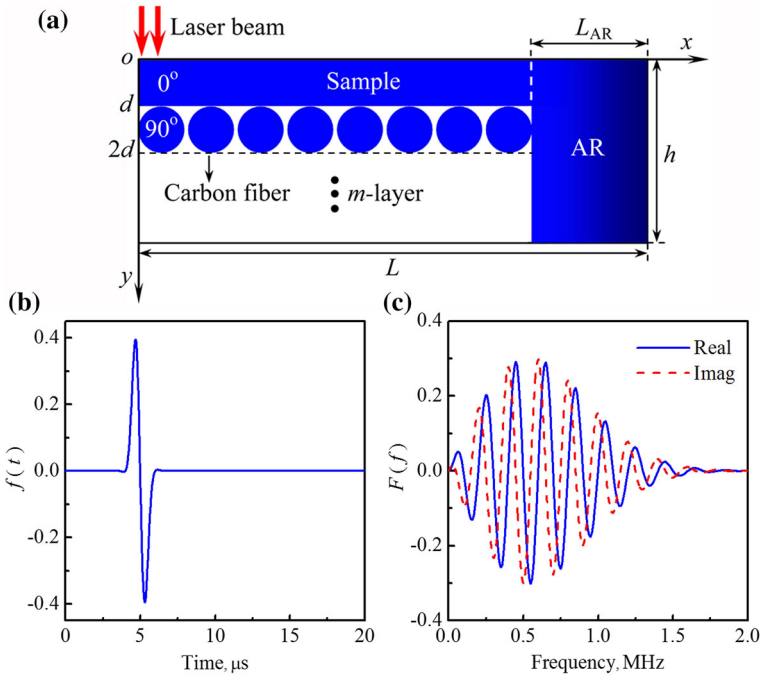 (a)
Laser beam
L_AR
o
x
0°
Sample
d
90°
2d
AR
h
Carbon fiber
m-layer
L
y
(b)
f(t)
0.4
0.2
0.0
-0.2
-0.4
0 5 10 15 20
Time, μs
(c)
F(f)
0.4
0.2
0.0
-0.2
-0.4
Real
Imag
0.0 0.5 1.0 1.5 2.0
Frequency, MHz